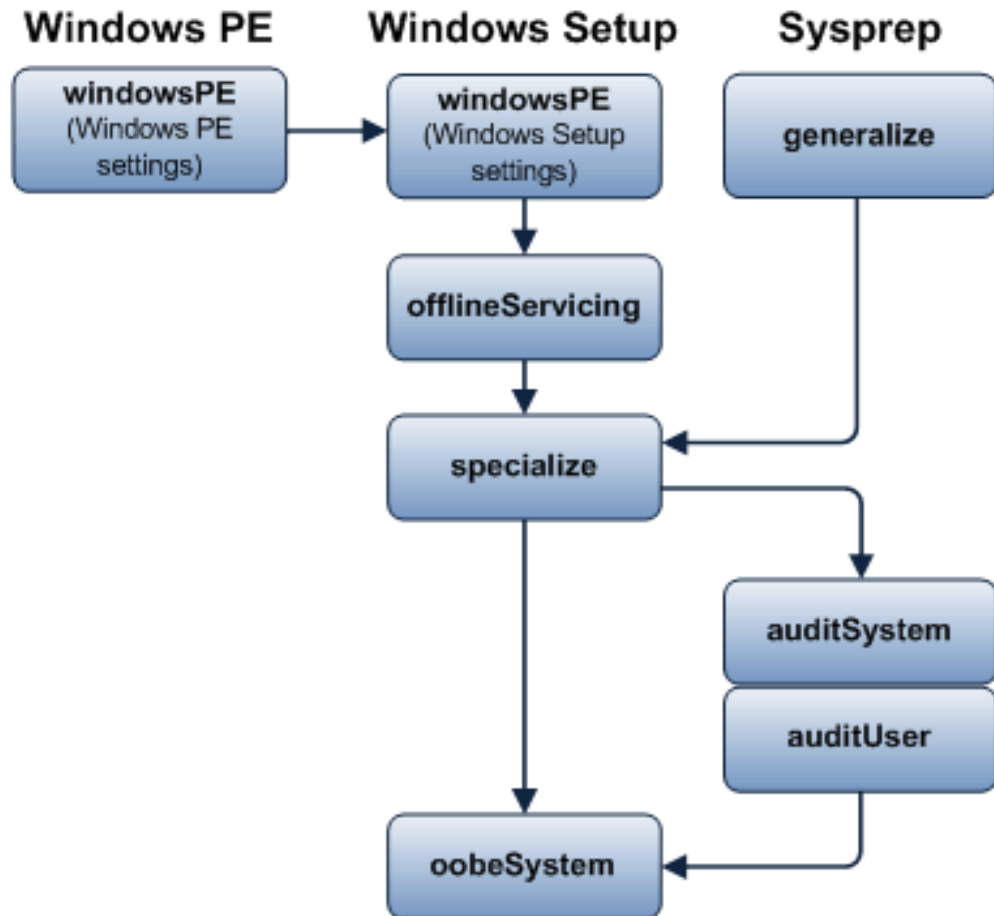 Windows PE
Windows Setup
Sysprep
windowsPE
(Windows PE
settings)
windowsPE
(Windows Setup
settings)
generalize
offlineServicing
specialize
auditSystem
auditUser
oobeSystem